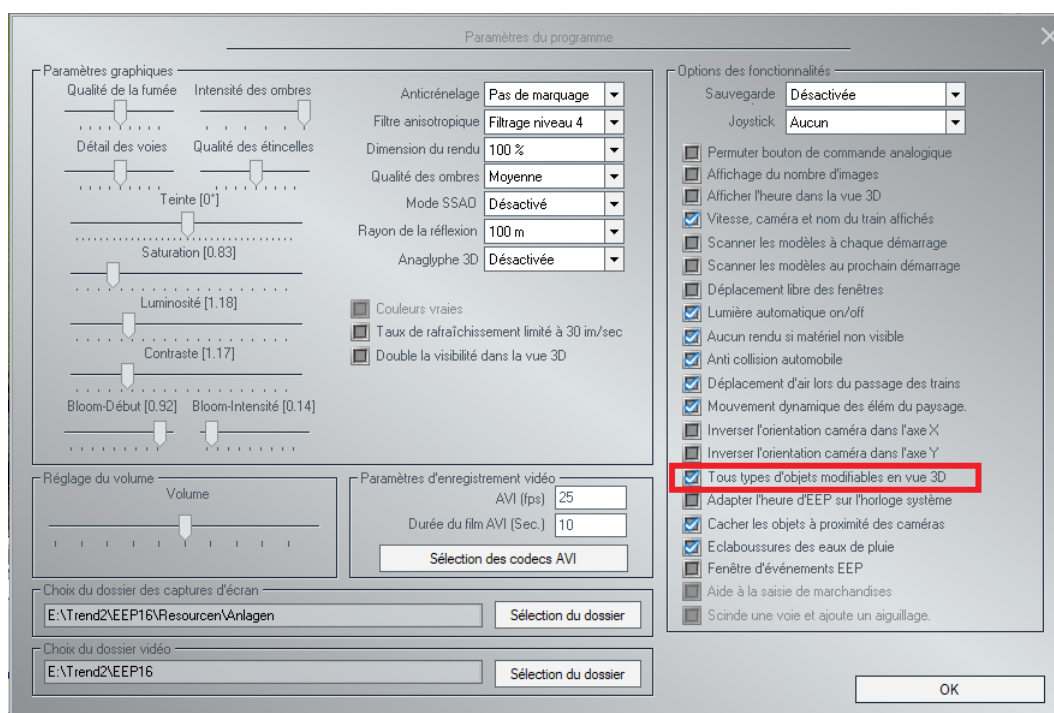 Paramètres du programme
Paramètres graphiques
Qualité de la fumée
Intensité des ombres
Détail des voies
Qualité des étincelles
Teinte [0°]
Saturation [0.83]
Luminosité [1.18]
Contraste [1.17]
Bloom-Début [0.92]
Bloom-Intensité [0.14]
Anticrénelage Pas de marquage
Filtre anisotropique Filtrage niveau 4
Dimension du rendu 100 %
Qualité des ombres Moyenne
Mode SSAO Désactivé
Rayon de la réflexion 100 m
Anaglyphe 3D Désactivée
Couleurs vraies
Taux de rafraîchissement limité à 30 im/sec
Double la visibilité dans la vue 3D
Réglage du volume
Volume
Paramètres d'enregistrement vidéo
AVI (fps) 25
Durée du film AVI (Sec.) 10
Sélection des codecs AVI
Choix du dossier des captures d'écran
E:\Trend2\EEP16\Resourcen\Anlagen
Sélection du dossier
Choix du dossier vidéo
E:\Trend2\EEP16
Sélection du dossier
Options des fonctionnalités
Sauvegarde Désactivée
Joystick Aucun
Permuter bouton de commande analogique
Affichage du nombre d'images
Afficher l'heure dans la vue 3D
Vitesse, caméra et nom du train affichés
Scanner les modèles à chaque démarrage
Scanner les modèles au prochain démarrage
Déplacement libre des fenêtres
Lumière automatique on/off
Aucun rendu si matériel non visible
Anti collision automobile
Déplacement d'air lors du passage des trains
Mouvement dynamique des élém du paysage.
Inverser l'orientation caméra dans l'axe X
Inverser l'orientation caméra dans l'axe Y
Tous types d'objets modifiables en vue 3D
Adapter l'heure d'EEP sur l'horloge système
Cacher les objets à proximité des caméras
Eclaboussures des eaux de pluie
Fenêtre d'événements EEP
Aide à la saisie de marchandises
Scinde une voie et ajoute un aiguillage.
OK